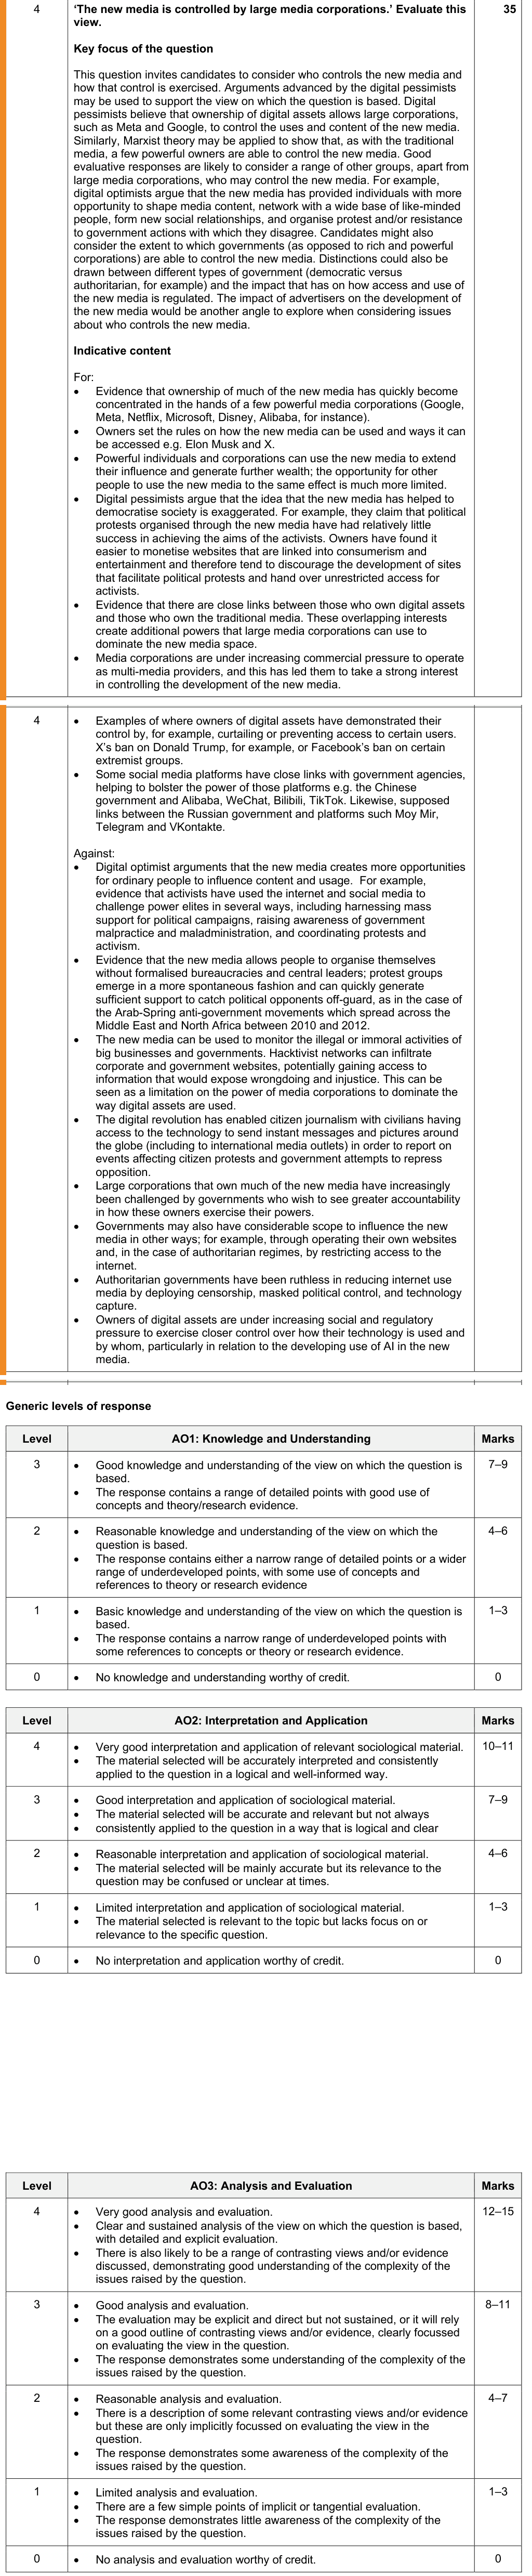 4 ‘The new media is controlled by large media corporations.’ Evaluate this 35
view.
Key focus of the question
This question invites candidates to consider who controls the new media and
how that control is exercised. Arguments advanced by the digital pessimists
may be used to support the view on which the question is based. Digital
pessimists believe that ownership of digital assets allows large corporations,
such as Meta and Google, to control the uses and content of the new media.
Similarly, Marxist theory may be applied to show that, as with the traditional
media, a few powerful owners are able to control the new media. Good
evaluative responses are likely to consider a range of other groups, apart from
large media corporations, who may control the new media. For example,
digital optimists argue that the new media has provided individuals with more
opportunity to shape media content, network with a wide base of like-minded
people, form new social relationships, and organise protest and/or resistance
to government actions with which they disagree. Candidates might also
consider the extent to which governments (as opposed to rich and powerful
corporations) are able to control the new media. Distinctions could also be
drawn between different types of government (democratic versus
authoritarian, for example) and the impact that has on how access and use of
the new media is regulated. The impact of advertisers on the development of
the new media would be another angle to explore when considering issues
about who controls the new media.
Indicative content
For:
• Evidence that ownership of much of the new media has quickly become
concentrated in the hands of a few powerful media corporations (Google,
Meta, Netflix, Microsoft, Disney, Alibaba, for instance).
• Owners set the rules on how the new media can be used and ways it can
be accessed e.g. Elon Musk and X.
• Powerful individuals and corporations can use the new media to extend
their influence and generate further wealth; the opportunity for other
people to use the new media to the same effect is much more limited.
• Digital pessimists argue that the idea that the new media has helped to
democratise society is exaggerated. For example, they claim that political
protests organised through the new media have had relatively little
success in achieving the aims of the activists. Owners have found it
easier to monetise websites that are linked into consumerism and
entertainment and therefore tend to discourage the development of sites
that facilitate political protests and hand over unrestricted access for
activists.
• Evidence that there are close links between those who own digital assets
and those who own the traditional media. These overlapping interests
create additional powers that large media corporations can use to
dominate the new media space.
• Media corporations are under increasing commercial pressure to operate
as multi-media providers, and this has led them to take a strong interest
in controlling the development of the new media.
4 • Examples of where owners of digital assets have demonstrated their
control by, for example, curtailing or preventing access to certain users.
X’s ban on Donald Trump, for example, or Facebook’s ban on certain
extremist groups.
• Some social media platforms have close links with government agencies,
helping to bolster the power of those platforms e.g. the Chinese
government and Alibaba, WeChat, Bilibili, TikTok. Likewise, supposed
links between the Russian government and platforms such Moy Mir,
Telegram and VKontakte.
Against:
• Digital optimist arguments that the new media creates more opportunities
for ordinary people to influence content and usage. For example,
evidence that activists have used the internet and social media to
challenge power elites in several ways, including harnessing mass
support for political campaigns, raising awareness of government
malpractice and maladministration, and coordinating protests and
activism.
• Evidence that the new media allows people to organise themselves
without formalised bureaucracies and central leaders; protest groups
emerge in a more spontaneous fashion and can quickly generate
sufficient support to catch political opponents off-guard, as in the case of
the Arab-Spring anti-government movements which spread across the
Middle East and North Africa between 2010 and 2012.
• The new media can be used to monitor the illegal or immoral activities of
big businesses and governments. Hacktivist networks can infiltrate
corporate and government websites, potentially gaining access to
information that would expose wrongdoing and injustice. This can be
seen as a limitation on the power of media corporations to dominate the
way digital assets are used.
• The digital revolution has enabled citizen journalism with civilians having
access to the technology to send instant messages and pictures around
the globe (including to international media outlets) in order to report on
events affecting citizen protests and government attempts to repress
opposition.
• Large corporations that own much of the new media have increasingly
been challenged by governments who wish to see greater accountability
in how these owners exercise their powers.
• Governments may also have considerable scope to influence the new
media in other ways; for example, through operating their own websites
and, in the case of authoritarian regimes, by restricting access to the
internet.
• Authoritarian governments have been ruthless in reducing internet use
media by deploying censorship, masked political control, and technology
capture.
• Owners of digital assets are under increasing social and regulatory
pressure to exercise closer control over how their technology is used and
by whom, particularly in relation to the developing use of AI in the new
media.
Generic levels of response
Level AO1: Knowledge and Understanding Marks
3 • Good knowledge and understanding of the view on which the question is 7–9
based.
• The response contains a range of detailed points with good use of
concepts and theory/research evidence.
2 • Reasonable knowledge and understanding of the view on which the 4–6
question is based.
• The response contains either a narrow range of detailed points or a wider
range of underdeveloped points, with some use of concepts and
references to theory or research evidence
1 • Basic knowledge and understanding of the view on which the question is 1–3
based.
• The response contains a narrow range of underdeveloped points with
some references to concepts or theory or research evidence.
0 • No knowledge and understanding worthy of credit. 0
Level AO2: Interpretation and Application Marks
4 • Very good interpretation and application of relevant sociological material. 10–11
• The material selected will be accurately interpreted and consistently
applied to the question in a logical and well-informed way.
3 • Good interpretation and application of sociological material. 7–9
• The material selected will be accurate and relevant but not always
• consistently applied to the question in a way that is logical and clear
2 • Reasonable interpretation and application of sociological material. 4–6
• The material selected will be mainly accurate but its relevance to the
question may be confused or unclear at times.
1 • Limited interpretation and application of sociological material. 1–3
• The material selected is relevant to the topic but lacks focus on or
relevance to the specific question.
0 • No interpretation and application worthy of credit. 0
Level AO3: Analysis and Evaluation Marks
4 • Very good analysis and evaluation. 12–15
• Clear and sustained analysis of the view on which the question is based,
with detailed and explicit evaluation.
• There is also likely to be a range of contrasting views and/or evidence
discussed, demonstrating good understanding of the complexity of the
issues raised by the question.
3 • Good analysis and evaluation. 8–11
• The evaluation may be explicit and direct but not sustained, or it will rely
on a good outline of contrasting views and/or evidence, clearly focussed
on evaluating the view in the question.
• The response demonstrates some understanding of the complexity of the
issues raised by the question.
2 • Reasonable analysis and evaluation. 4–7
• There is a description of some relevant contrasting views and/or evidence
but these are only implicitly focussed on evaluating the view in the
question.
• The response demonstrates some awareness of the complexity of the
issues raised by the question.
1 • Limited analysis and evaluation. 1–3
• There are a few simple points of implicit or tangential evaluation.
• The response demonstrates little awareness of the complexity of the
issues raised by the question.
0 • No analysis and evaluation worthy of credit. 0